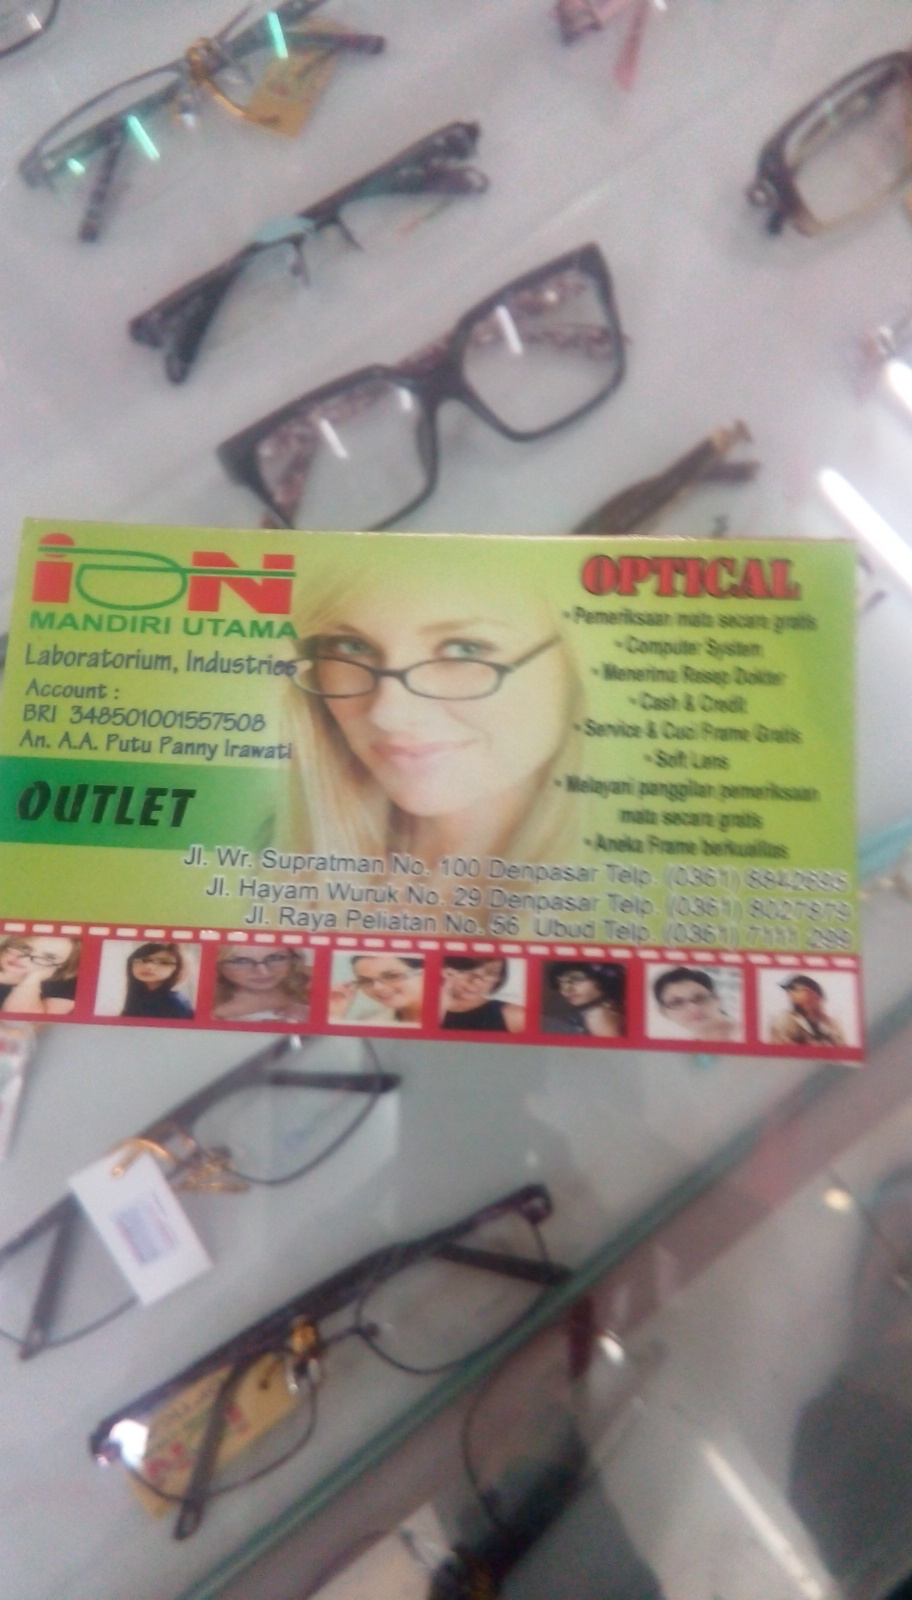 iON
MANDIRI UTAMA
Laboratorium, Industries
Account :
BRI 348501001557508
An. A.A. Putu Panny Irawati
OUTLET
OPTICAL
• Pemeriksaan mata secara gratis
• Computer System
• Menerima Resep Dokter
• Cash & Credit
• Service & Cuci Frame Gratis
• Soft Lens
• Melayani panggilan pemeriksaan
mata secara gratis
• Aneka Frame berkualitas
Jl. Wr. Supratman No. 100 Denpasar Telp. (0361) 8842695
Jl. Hayam Wuruk No. 29 Denpasar Telp. (0361) 8027879
Jl. Raya Peliatan No. 56 Ubud Telp. (0361) 7111 299